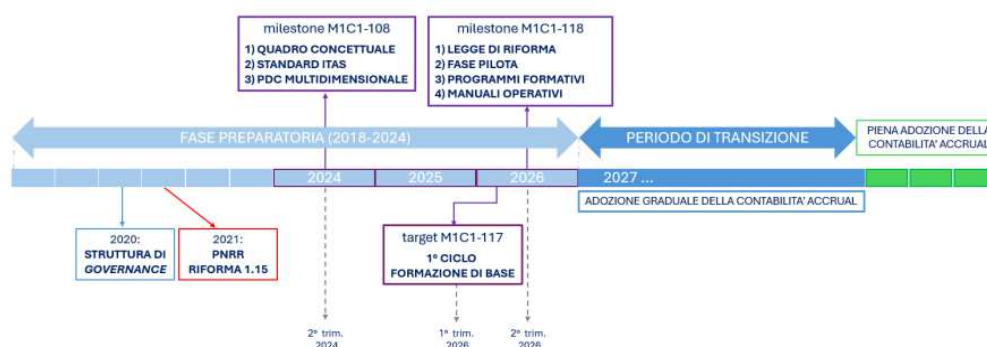 milestone M1C1-108
1) QUADRO CONCETTUALE
2) STANDARD ITAS
3) PDC MULTIDIMENSIONALE
milestone M1C1-118
1) LEGGE DI RIFORMA
2) FASE PILOTA
3) PROGRAMMI FORMATIVI
4) MANUALI OPERATIVI
FASE PREPARATORIA (2018-2024)
PERIODO DI TRANSIZIONE
PIENA ADOZIONE DELLA
CONTABILITA' ACCRUAL
2024
2025
2026
2027 ...
ADOZIONE GRADUALE DELLA CONTABILITA' ACCRUAL
2020:
STRUTTURA DI
GOVERNANCE
2021:
PNRR
RIFORMA 1.15
target M1C1-117
1° CICLO
FORMAZIONE DI BASE
2° trim.
2024
1° trim.
2026
2° trim.
2026